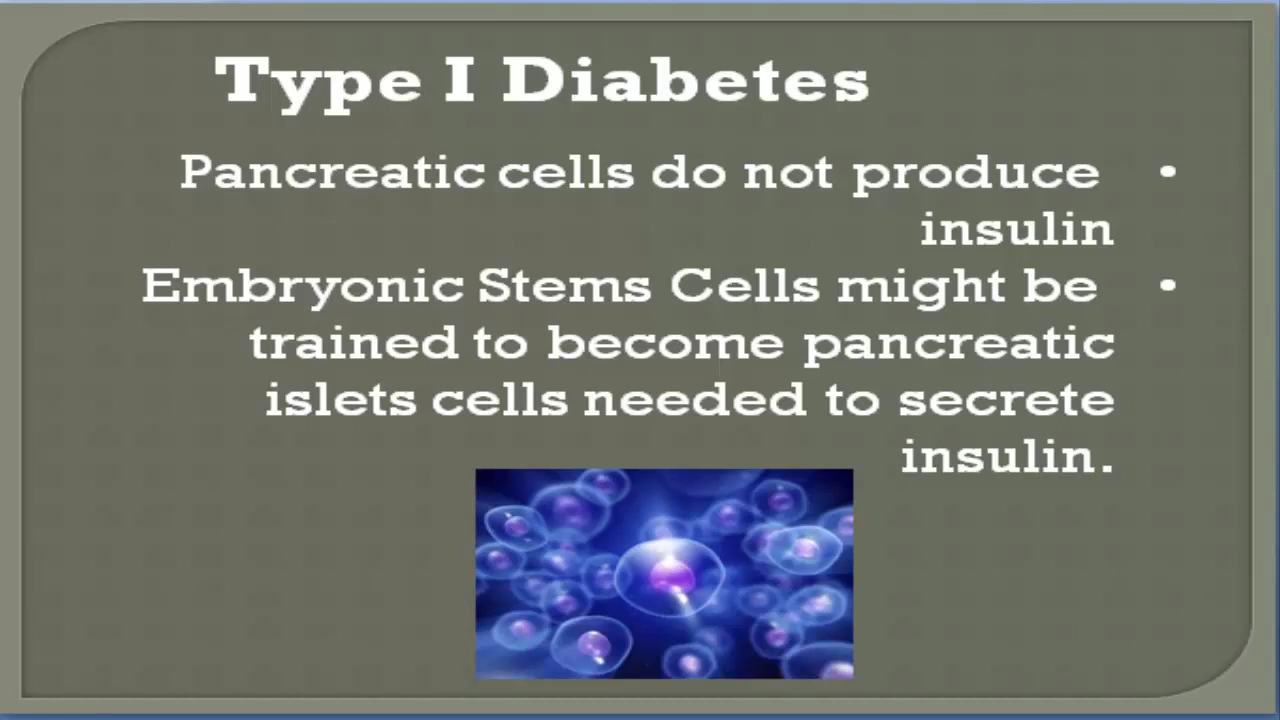 Type I Diabetes
Pancreatic cells do not produce •
insulin
Embryonic Stems Cells might be •
trained to become pancreatic
islets cells needed to secrete
insulin.